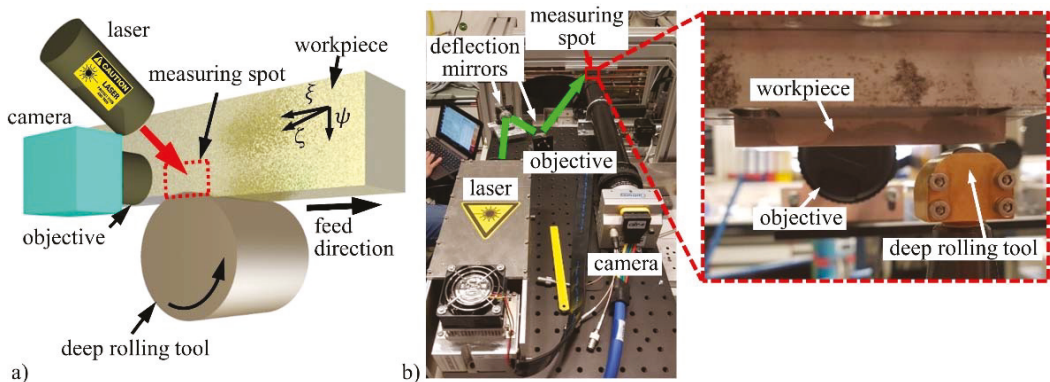 laser
CAUTION
LASER
measuring spot
workpiece
camera
ξ
ζ
ψ
objective
feed
direction
deep rolling tool
a)
measuring
spot
deflection
mirrors
objective
laser
camera
b)
workpiece
objective
deep rolling tool